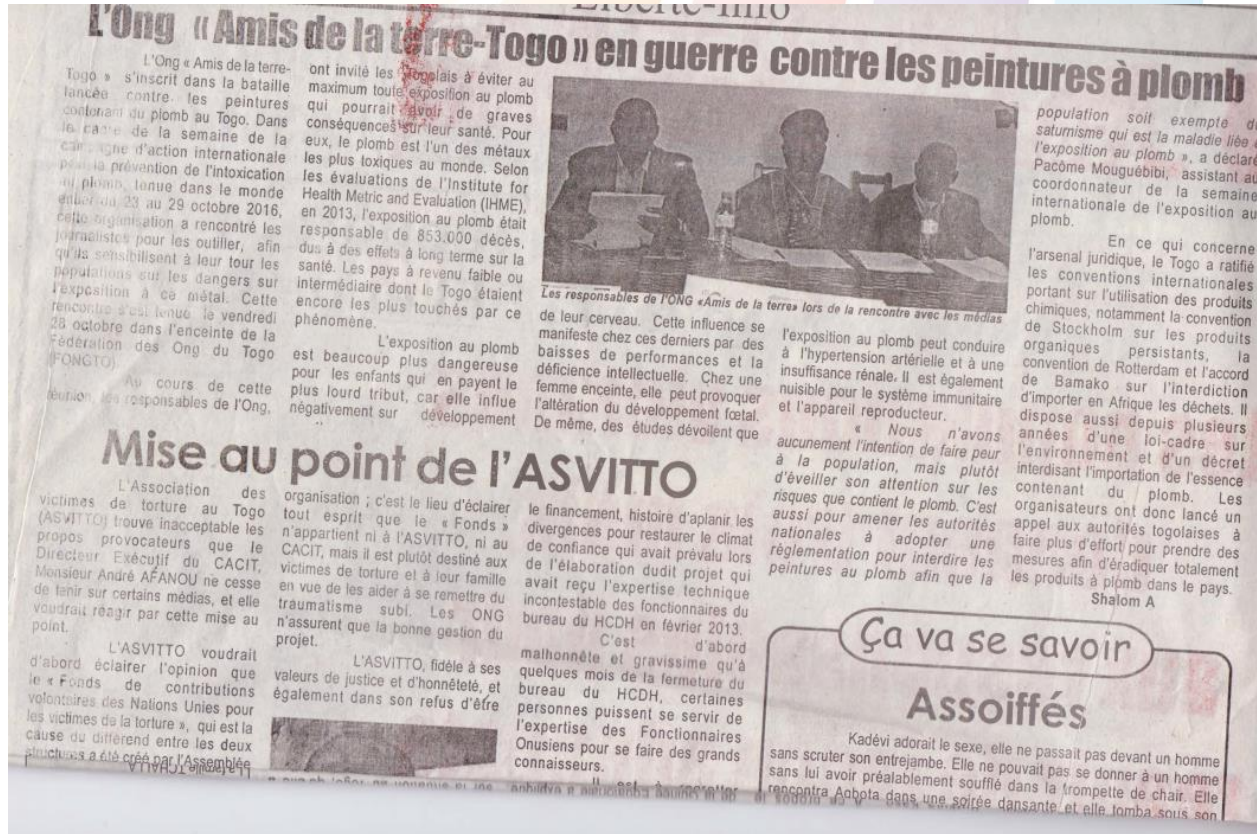 Liberté-Info
L'Ong « Amis de la terre-Togo » en guerre contre les peintures à plomb
L'Ong « Amis de la terre-
Togo » s'inscrit dans la bataille
lancée contre les peintures
contenant du plomb au Togo. Dans
le cadre de la semaine de la
campagne d'action internationale
pour la prévention de l'intoxication
au plomb, tenue dans le monde
entier du 23 au 29 octobre 2016,
cette organisation a rencontré les
journalistes pour les outiller, afin
qu'ils sensibilisent à leur tour les
populations sur les dangers sur
l'exposition à ce métal. Cette
rencontre s'est tenue le vendredi
28 octobre dans l'enceinte de la
Fédération des Ong du Togo
(FONGTO).
Au cours de cette
réunion, les responsables de l'Ong,
ont invité les Togolais à éviter au
maximum toute exposition au plomb
qui pourrait avoir de graves
conséquences sur leur santé. Pour
eux, le plomb est l'un des métaux
les plus toxiques au monde. Selon
les évaluations de l'Institute for
Health Metric and Evaluation (IHME),
en 2013, l'exposition au plomb était
responsable de 853.000 décès,
dus à des effets à long terme sur la
santé. Les pays à revenu faible ou
intermédiaire dont le Togo étaient
encore les plus touchés par ce
phénomène.
L'exposition au plomb
est beaucoup plus dangereuse
pour les enfants qui en payent le
plus lourd tribut, car elle influe
négativement sur développement
Les responsables de l'ONG «Amis de la terre» lors de la rencontre avec les médias
de leur cerveau. Cette influence se
manifeste chez ces derniers par des
baisses de performances et la
déficience intellectuelle. Chez une
femme enceinte, elle peut provoquer
l'altération du développement fœtal.
De même, des études dévoilent que
l'exposition au plomb peut conduire
à l'hypertension artérielle et à une
insuffisance rénale. Il est également
nuisible pour le système immunitaire
et l'appareil reproducteur.
« Nous n'avons
aucunement l'intention de faire peur
à la population, mais plutôt
d'éveiller son attention sur les
risques que contient le plomb. C'est
aussi pour amener les autorités
nationales à adopter une
règlementation pour interdire les
peintures au plomb afin que la
population soit exempte de
saturnisme qui est la maladie liée à
l'exposition au plomb », a déclaré
Pacôme Mouguébibi, assistant au
coordonnateur de la semaine
internationale de l'exposition au
plomb.
En ce qui concerne
l'arsenal juridique, le Togo a ratifié
les conventions internationales
portant sur l'utilisation des produits
chimiques, notamment la convention
de Stockholm sur les produits
organiques persistants, la
convention de Rotterdam et l'accord
de Bamako sur l'interdiction
d'importer en Afrique les déchets. Il
dispose aussi depuis plusieurs
années d'une loi-cadre sur
l'environnement et d'un décret
interdisant l'importation de l'essence
contenant du plomb. Les
organisateurs ont donc lancé un
appel aux autorités togolaises à
faire plus d'effort pour prendre des
mesures afin d'éradiquer totalement
les produits à plomb dans le pays.
Shalom A
Mise au point de l'ASVITTO
L'Association des
victimes de torture au Togo
(ASVITTO) trouve inacceptable les
propos provocateurs que le
Directeur Exécutif du CACIT,
Monsieur André AFANOU ne cesse
de tenir sur certains médias, et elle
voudrait réagir par cette mise au
point.
L'ASVITTO voudrait
d'abord éclairer l'opinion que
le « Fonds de contributions
volontaires des Nations Unies pour
les victimes de la torture », qui est la
cause du différend entre les deux
structures a été créé par l'Assemblée
organisation ; c'est le lieu d'éclairer
tout esprit que le « Fonds »
n'appartient ni à l'ASVITTO, ni au
CACIT, mais il est plutôt destiné aux
victimes de torture et à leur famille
en vue de les aider à se remettre du
traumatisme subi. Les ONG
n'assurent que la bonne gestion du
projet.
L'ASVITTO, fidèle à ses
valeurs de justice et d'honnêteté, et
également dans son refus d'être
le financement, histoire d'aplanir les
divergences pour restaurer le climat
de confiance qui avait prévalu lors
de l'élaboration dudit projet qui
avait reçu l'expertise technique
incontestable des fonctionnaires du
bureau du HCDH en février 2013.
C'est d'abord
malhonnête et gravissime qu'à
quelques mois de la fermeture du
bureau du HCDH, certaines
personnes puissent se servir de
l'expertise des Fonctionnaires
Onusiens pour se faire des grands
connaisseurs.
Il est à
Ça va se savoir
Assoiffés
Kadévi adorait le sexe, elle ne passait pas devant un homme
sans scruter son entrejambe. Elle ne pouvait pas se donner à un homme
sans lui avoir préalablement soufflé dans la trompette de chair. Elle
rencontra Agbota dans une soirée dansante et elle tomba sous son